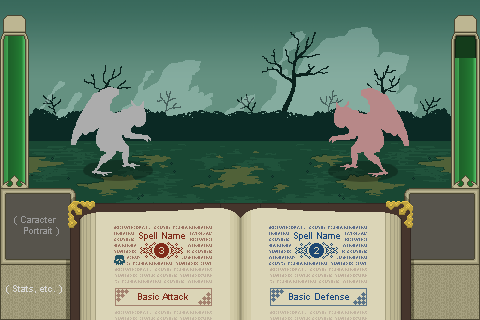 ( Caracter
Portrait )
( Stats, etc. )
Spell Name
3
Basic Attack
Spell Name
2
Basic Defense